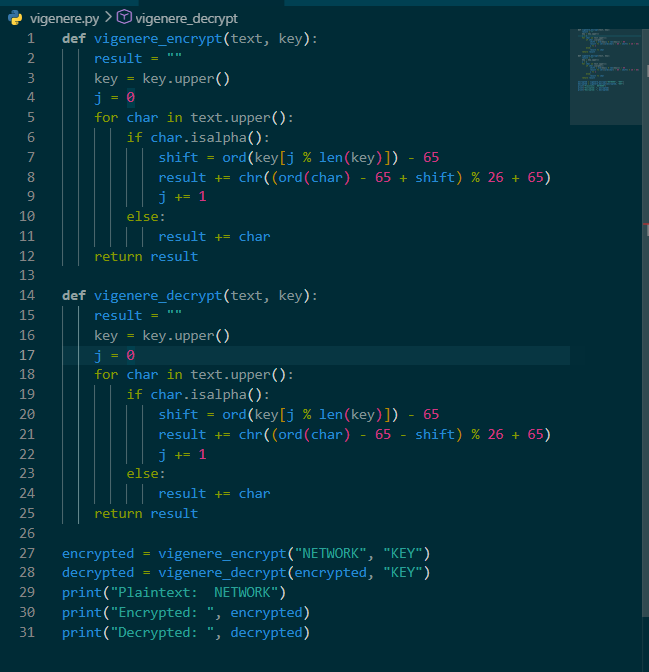 vigenere.py > vigenere_decrypt
1 def vigenere_encrypt(text, key):
2     result = ""
3     key = key.upper()
4     j = 0
5     for char in text.upper():
6         if char.isalpha():
7             shift = ord(key[j % len(key)]) - 65
8             result += chr((ord(char) - 65 + shift) % 26 + 65)
9             j += 1
10         else:
11             result += char
12     return result
13
14 def vigenere_decrypt(text, key):
15     result = ""
16     key = key.upper()
17     j = 0
18     for char in text.upper():
19         if char.isalpha():
20             shift = ord(key[j % len(key)]) - 65
21             result += chr((ord(char) - 65 - shift) % 26 + 65)
22             j += 1
23         else:
24             result += char
25     return result
26
27 encrypted = vigenere_encrypt("NETWORK", "KEY")
28 decrypted = vigenere_decrypt(encrypted, "KEY")
29 print("Plaintext:  NETWORK")
30 print("Encrypted: ", encrypted)
31 print("Decrypted: ", decrypted)